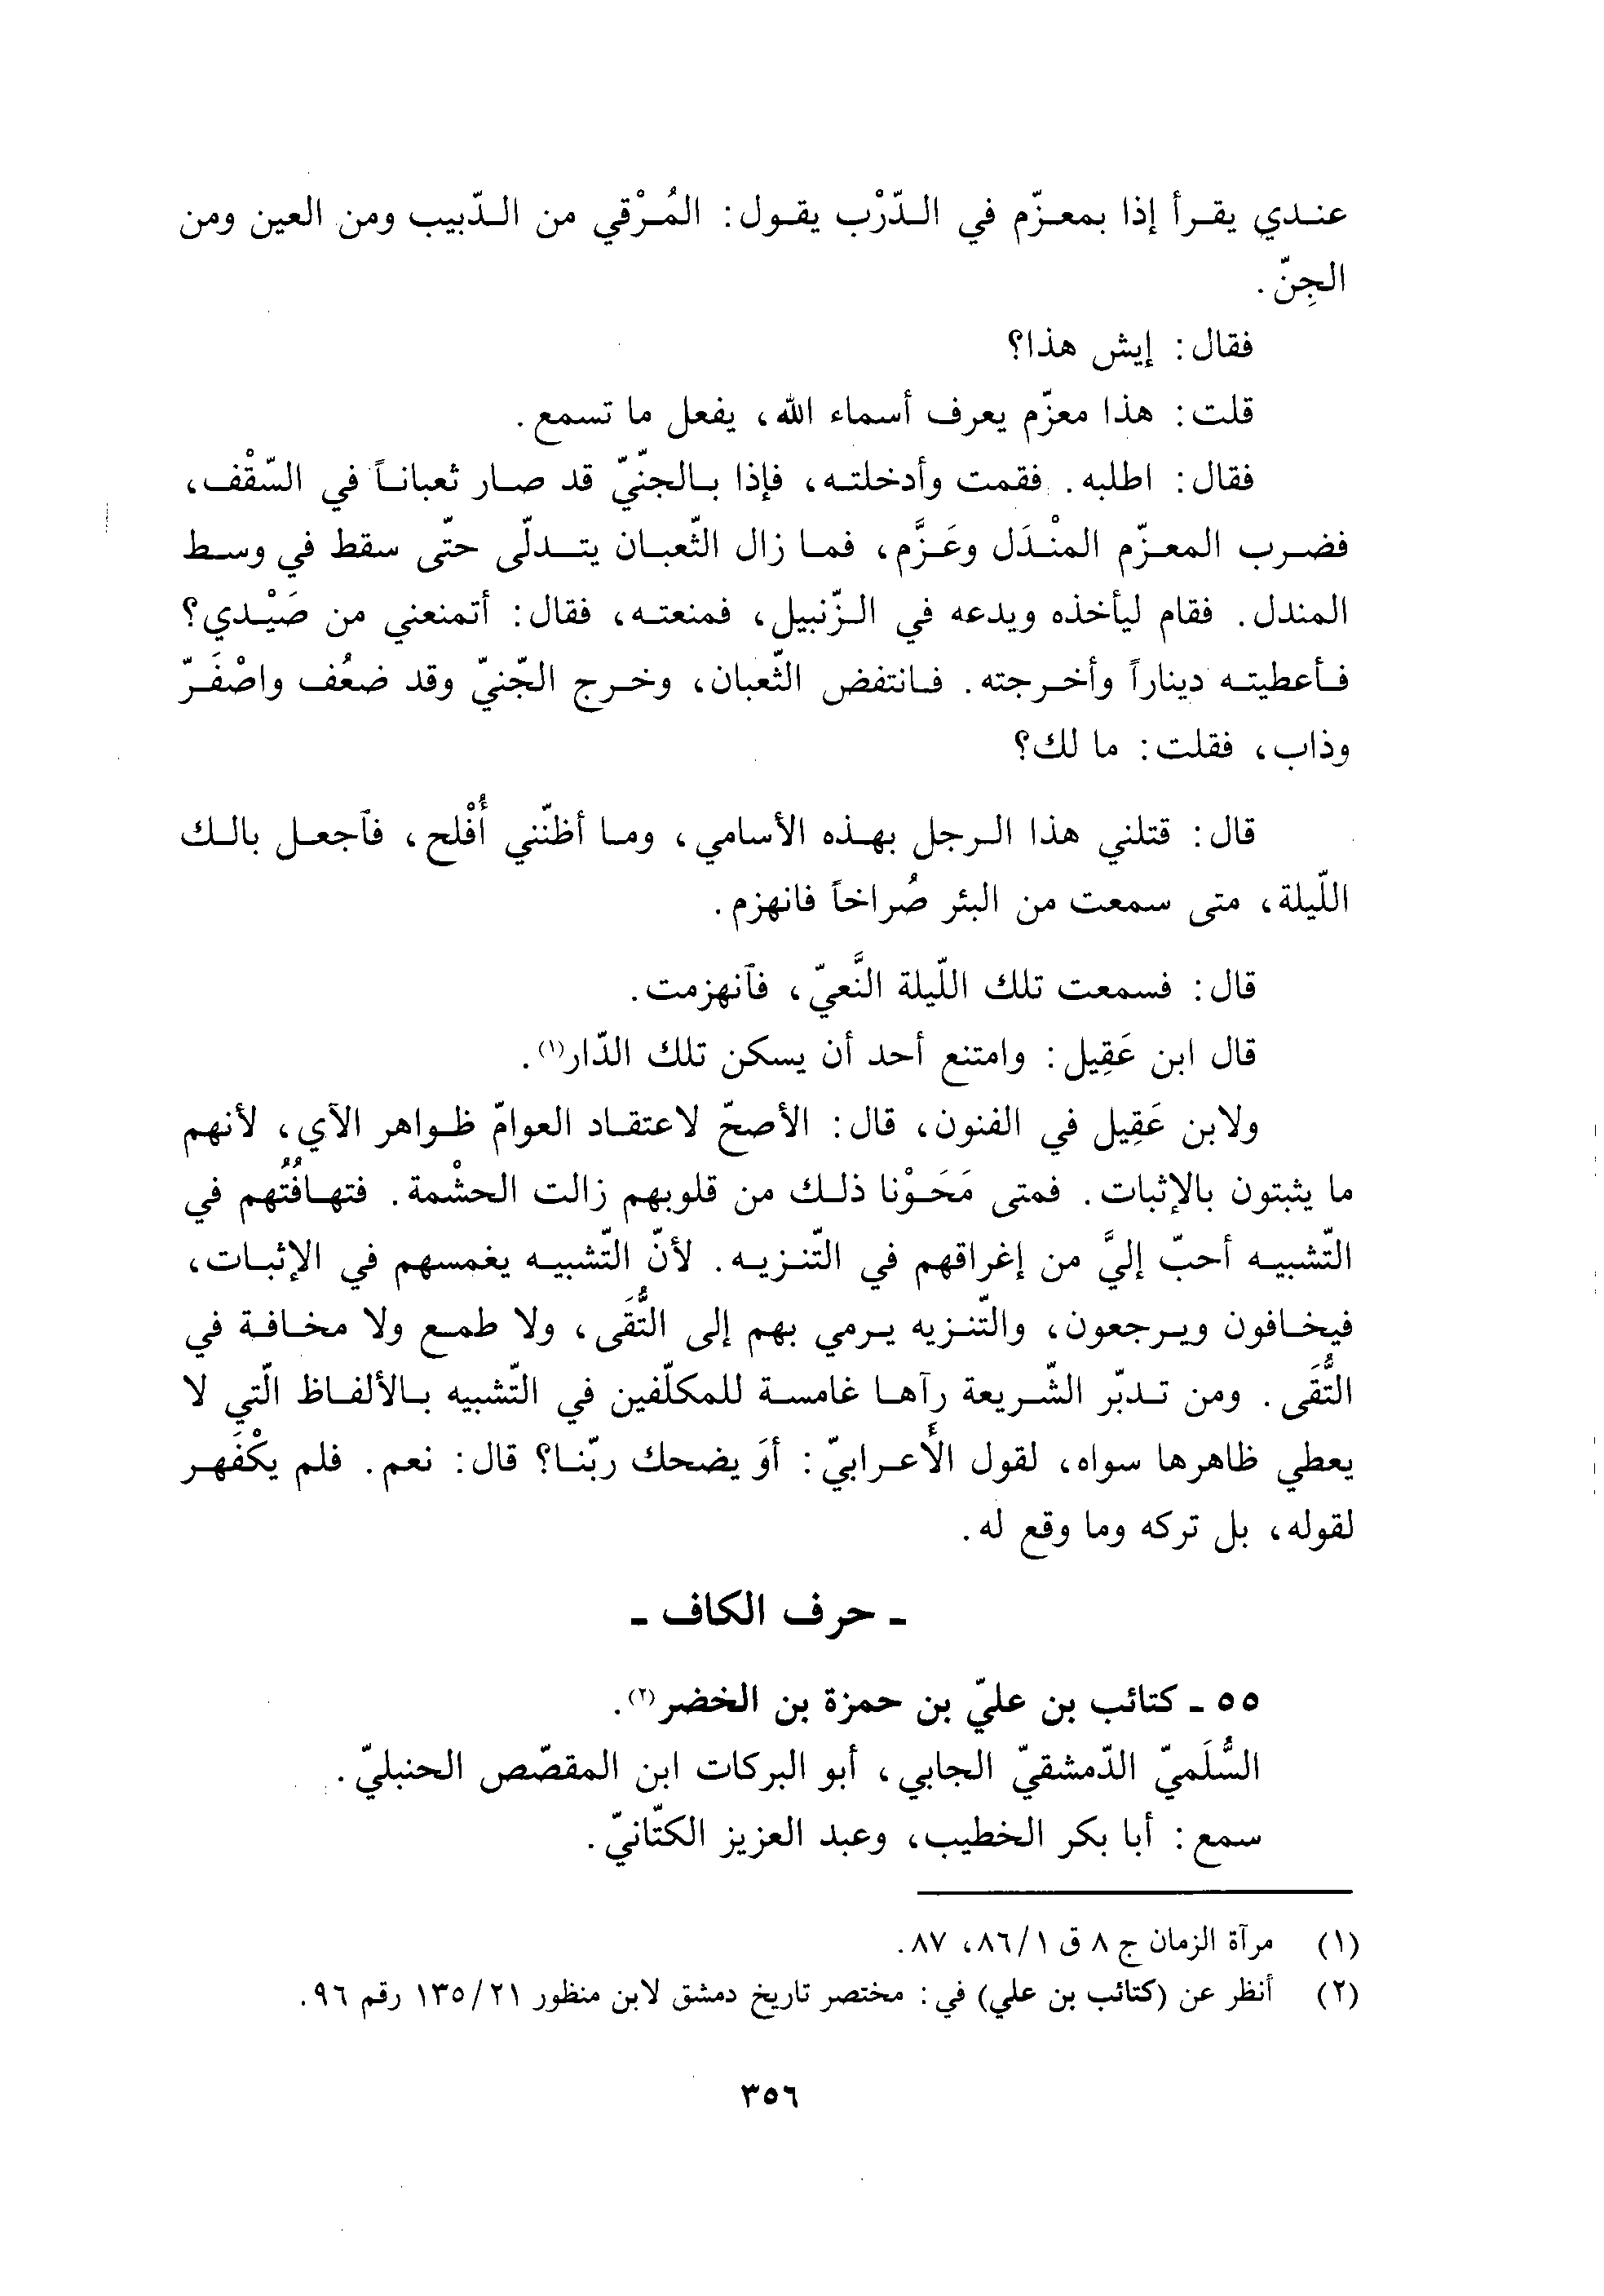 عندي يقرأ إذا بمعزّم في الدّرْب يقول: المُرْقي من الدّبيب ومن العين ومن
الجِنّ.
فقال: إيش هذا؟
قلت: هذا معزّم يعرف أسماء الله، يفعل ما تسمع.
فقال: اطلبه. فقمت وأدخلته، فإذا بالجنّيّ قد صار ثعباناً في السّقْف،
فضرب المعزّم المنْدَل وعَزَّم، فما زال الثّعبان يتدلّى حتّى سقط في وسط
المندل. فقام ليأخذه ويدعه في الزّنبيل، فمنعته، فقال: أتمنعني من صَيْدي؟
فأعطيته ديناراً وأخرجته. فانتفض الثّعبان، وخرج الجّنيّ وقد ضعُف واصْفَرّ
وذاب، فقلت: ما لك؟
قال: قتلني هذا الرجل بهذه الأسامي، وما أظنّني أُفْلح، فآجعل بالك
اللّيلة، متى سمعت من البئر صُراخاً فانهزم.
قال: فسمعت تلك اللّيلة النَّعيّ، فآنهزمت.
قال ابن عَقِيل: وامتنع أحد أن يسكن تلك الدّار(١).
ولابن عَقِيل في الفنون، قال: الأصحّ لاعتقاد العوامّ ظواهر الآي، لأنهم
ما يثبتون بالإثبات. فمتى مَحَوْنا ذلك من قلوبهم زالت الحشْمة. فتهافُتُهم في
التّشبيه أحبّ إليَّ من إغراقهم في التّنزيه. لأنّ التّشبيه يغمسهم في الإثبات،
فيخافون ويرجعون، والتّنزيه يرمي بهم إلى التُّقَى، ولا طمع ولا مخافة في
التُّقَى. ومن تدبّر الشّريعة رآها غامسة للمكلّفين في التّشبيه بالألفاظ الّتي لا
يعطي ظاهرها سواه، لقول الأَعرابيّ: أوَ يضحك ربّنا؟ قال: نعم. فلم يكْفَهر
لقوله، بل تركه وما وقع له.
ـ حرف الكاف ـ
٥٥ ـ كتائب بن عليّ بن حمزة بن الخضر(٢).
السُّلَميّ الدّمشقيّ الجابي، أبو البركات ابن المقصّص الحنبليّ.
سمع: أبا بكر الخطيب، وعبد العزيز الكتّانيّ.
(١) مرآة الزمان ج ٨ ق ٨٦/١، ٨٧.
(٢) أنظر عن (كتائب بن علي) في: مختصر تاريخ دمشق لابن منظور ١٣٥/٢١ رقم ٩٦.
٣٥٦